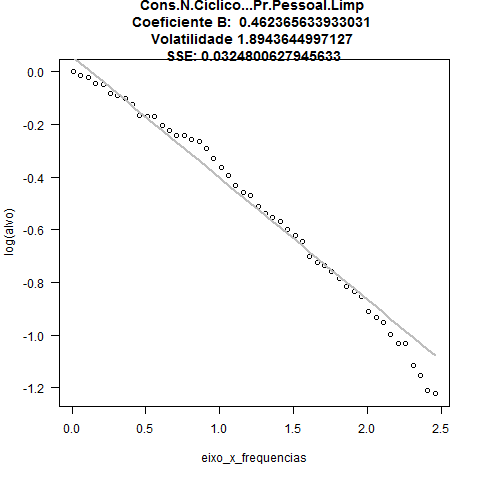 Cons.N.Ciclico...Pr.Pessoal.Limp
Coeficiente B:  0.462365633933031
Volatilidade 1.8943644997127
SSE: 0.0324800627945633
0.0
-0.2
-0.4
-0.6
-0.8
-1.0
-1.2
log(alvo)
0.0 0.5 1.0 1.5 2.0 2.5
eixo_x_frequencias